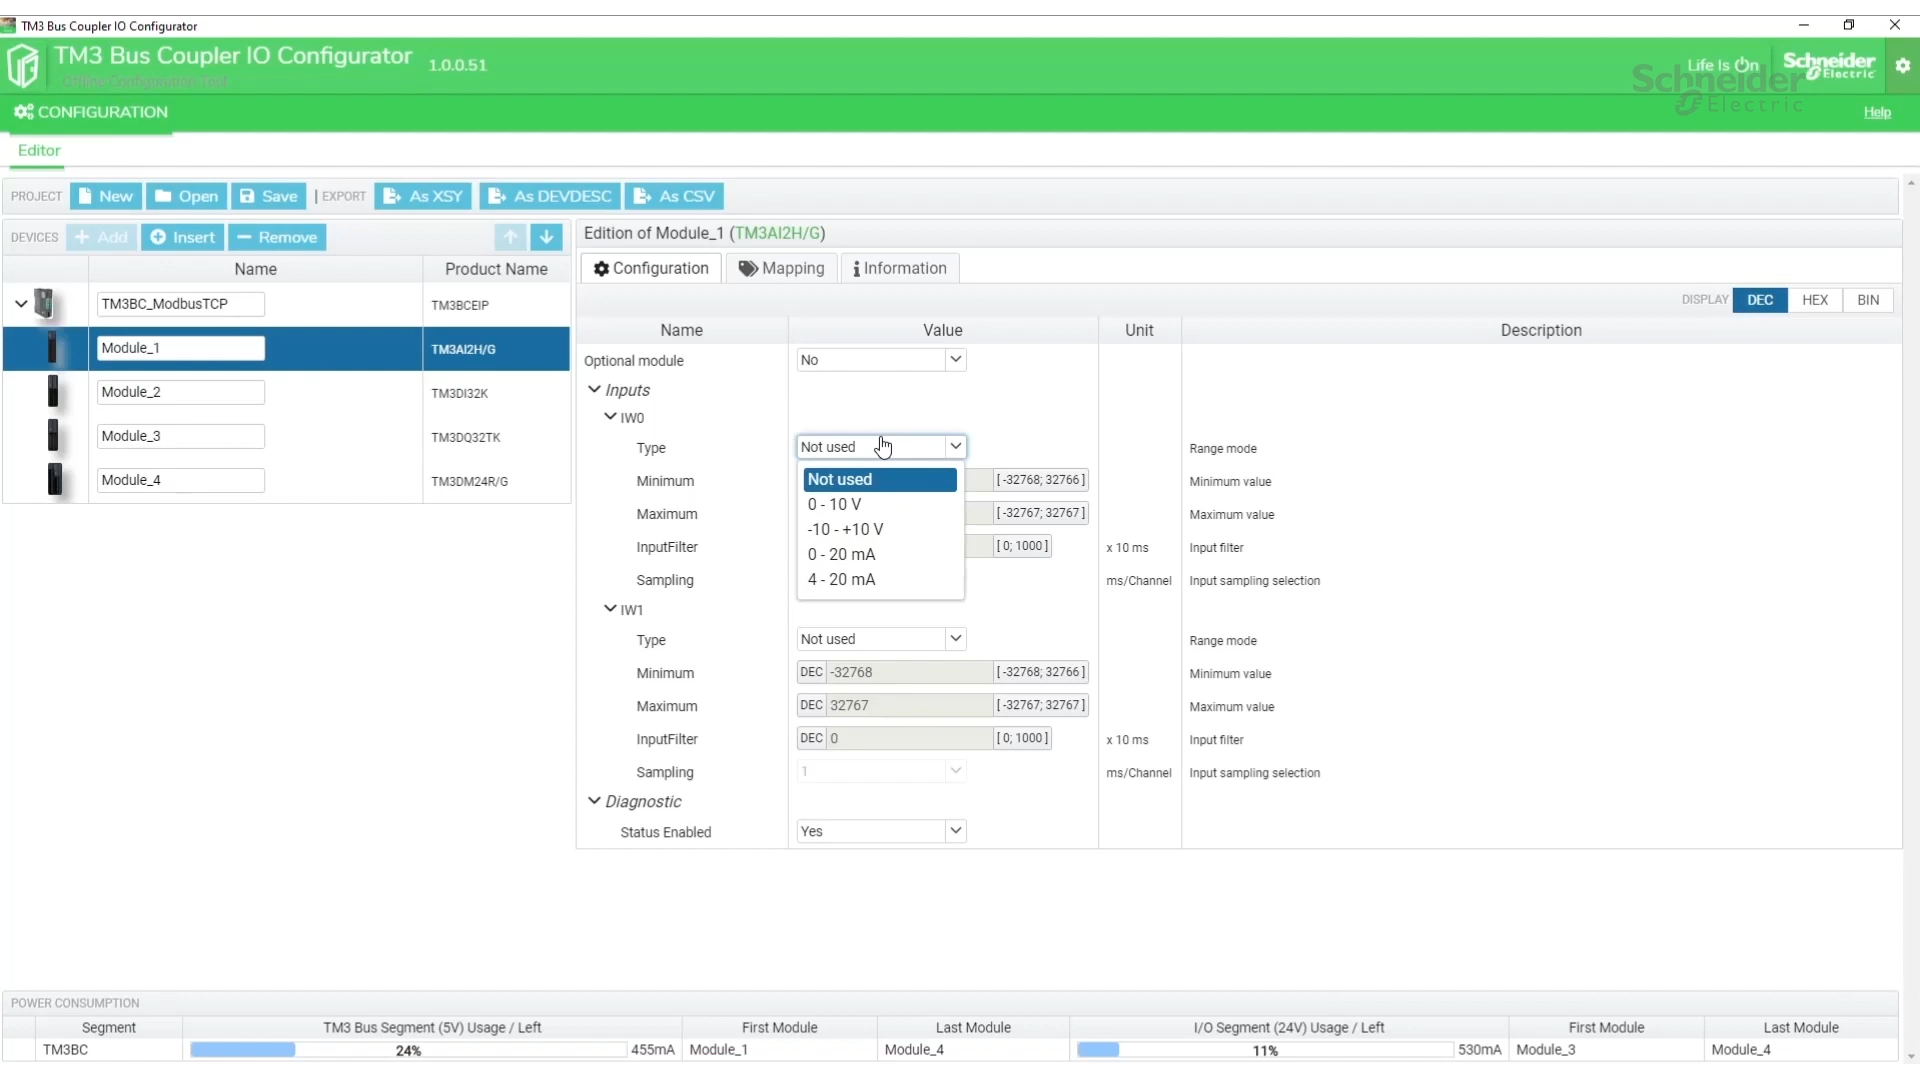 TM3 Bus Coupler IO Configurator
TM3 Bus Coupler IO Configurator 1.0.0.51
Offline Configuration Tool
Life Is On
Schneider Electric
Schneider Electric
CONFIGURATION
Help
Editor
PROJECT New Open Save | EXPORT As XSY As DEVDESC As CSV
DEVICES Add Insert Remove
Name Product Name
TM3BC_ModbusTCP TM3BCEIP
Module_1 TM3AI2H/G
Module_2 TM3DI32K
Module_3 TM3DQ32TK
Module_4 TM3DM24R/G
Edition of Module_1 (TM3AI2H/G)
Configuration Mapping Information
DISPLAY DEC HEX BIN
Name Value Unit Description
Optional module No
Inputs
IW0
Type Not used Range mode
Not used
0 - 10 V
-10 - +10 V
0 - 20 mA
4 - 20 mA
Minimum [ -32768; 32766 ] Minimum value
Maximum [ -32767; 32767 ] Maximum value
InputFilter [ 0; 1000 ] x 10 ms Input filter
Sampling ms/Channel Input sampling selection
IW1
Type Not used Range mode
Minimum DEC -32768 [ -32768; 32766 ] Minimum value
Maximum DEC 32767 [ -32767; 32767 ] Maximum value
InputFilter DEC 0 [ 0; 1000 ] x 10 ms Input filter
Sampling 1 ms/Channel Input sampling selection
Diagnostic
Status Enabled Yes
POWER CONSUMPTION
Segment TM3 Bus Segment (5V) Usage / Left First Module Last Module I/O Segment (24V) Usage / Left First Module Last Module
TM3BC 24% 455mA Module_1 Module_4 11% 530mA Module_3 Module_4